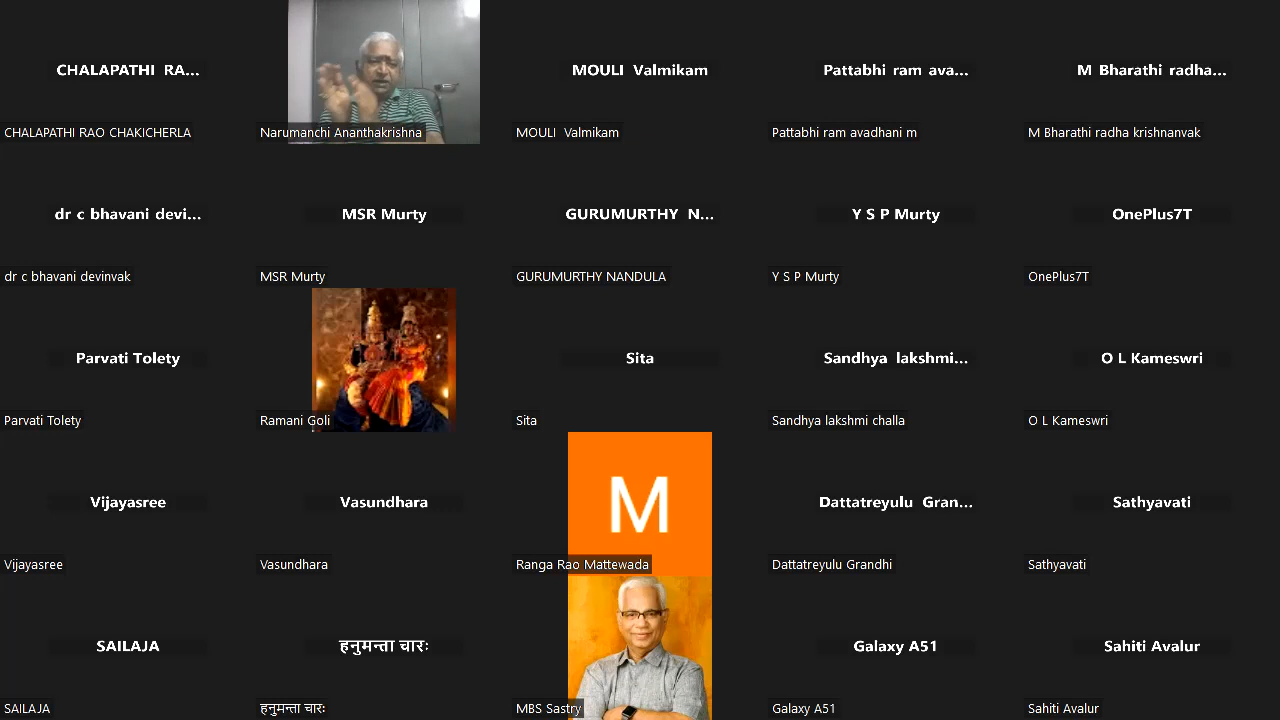 CHALAPATHI RA...
MOULI Valmikam
Pattabhi ram ava...
M Bharathi radha...
CHALAPATHI RAO CHAKICHERLA
Narumanchi Ananthakrishna
MOULI Valmikam
Pattabhi ram avadhani m
M Bharathi radha krishnanvak
dr c bhavani devi...
MSR Murty
GURUMURTHY N...
Y S P Murty
OnePlus7T
dr c bhavani devinvak
MSR Murty
GURUMURTHY NANDULA
Y S P Murty
OnePlus7T
Parvati Tolety
Sita
Sandhya lakshmi...
O L Kameswri
Parvati Tolety
Ramani Goli
Sita
Sandhya lakshmi challa
O L Kameswri
Vijayasree
Vasundhara
M
Dattatreyulu Gran...
Sathyavati
Vijayasree
Vasundhara
Ranga Rao Mattewada
Dattatreyulu Grandhi
Sathyavati
SAILAJA
हनुमन्ता चारः
Galaxy A51
Sahiti Avalur
SAILAJA
हनुमन्ता चारः
MBS Sastry
Galaxy A51
Sahiti Avalur